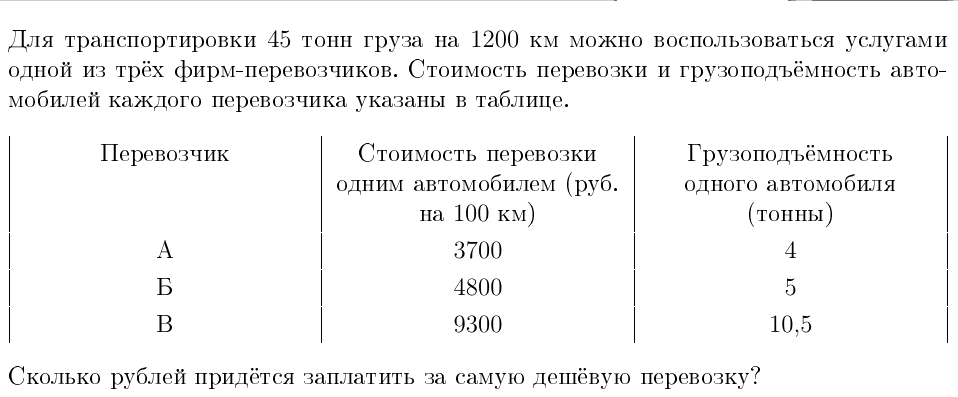 Для транспортировки 45 тонн груза на 1200 км можно воспользоваться услугами
одной из трёх фирм-перевозчиков. Стоимость перевозки и грузоподъёмность авто-
мобилей каждого перевозчика указаны в таблице.
Перевозчик Стоимость перевозки Грузоподъёмность
одним автомобилем (руб. одного автомобиля
на 100 км) (тонны)
А 3700 4
Б 4800 5
В 9300 10,5
Сколько рублей придётся заплатить за самую дешёвую перевозку?